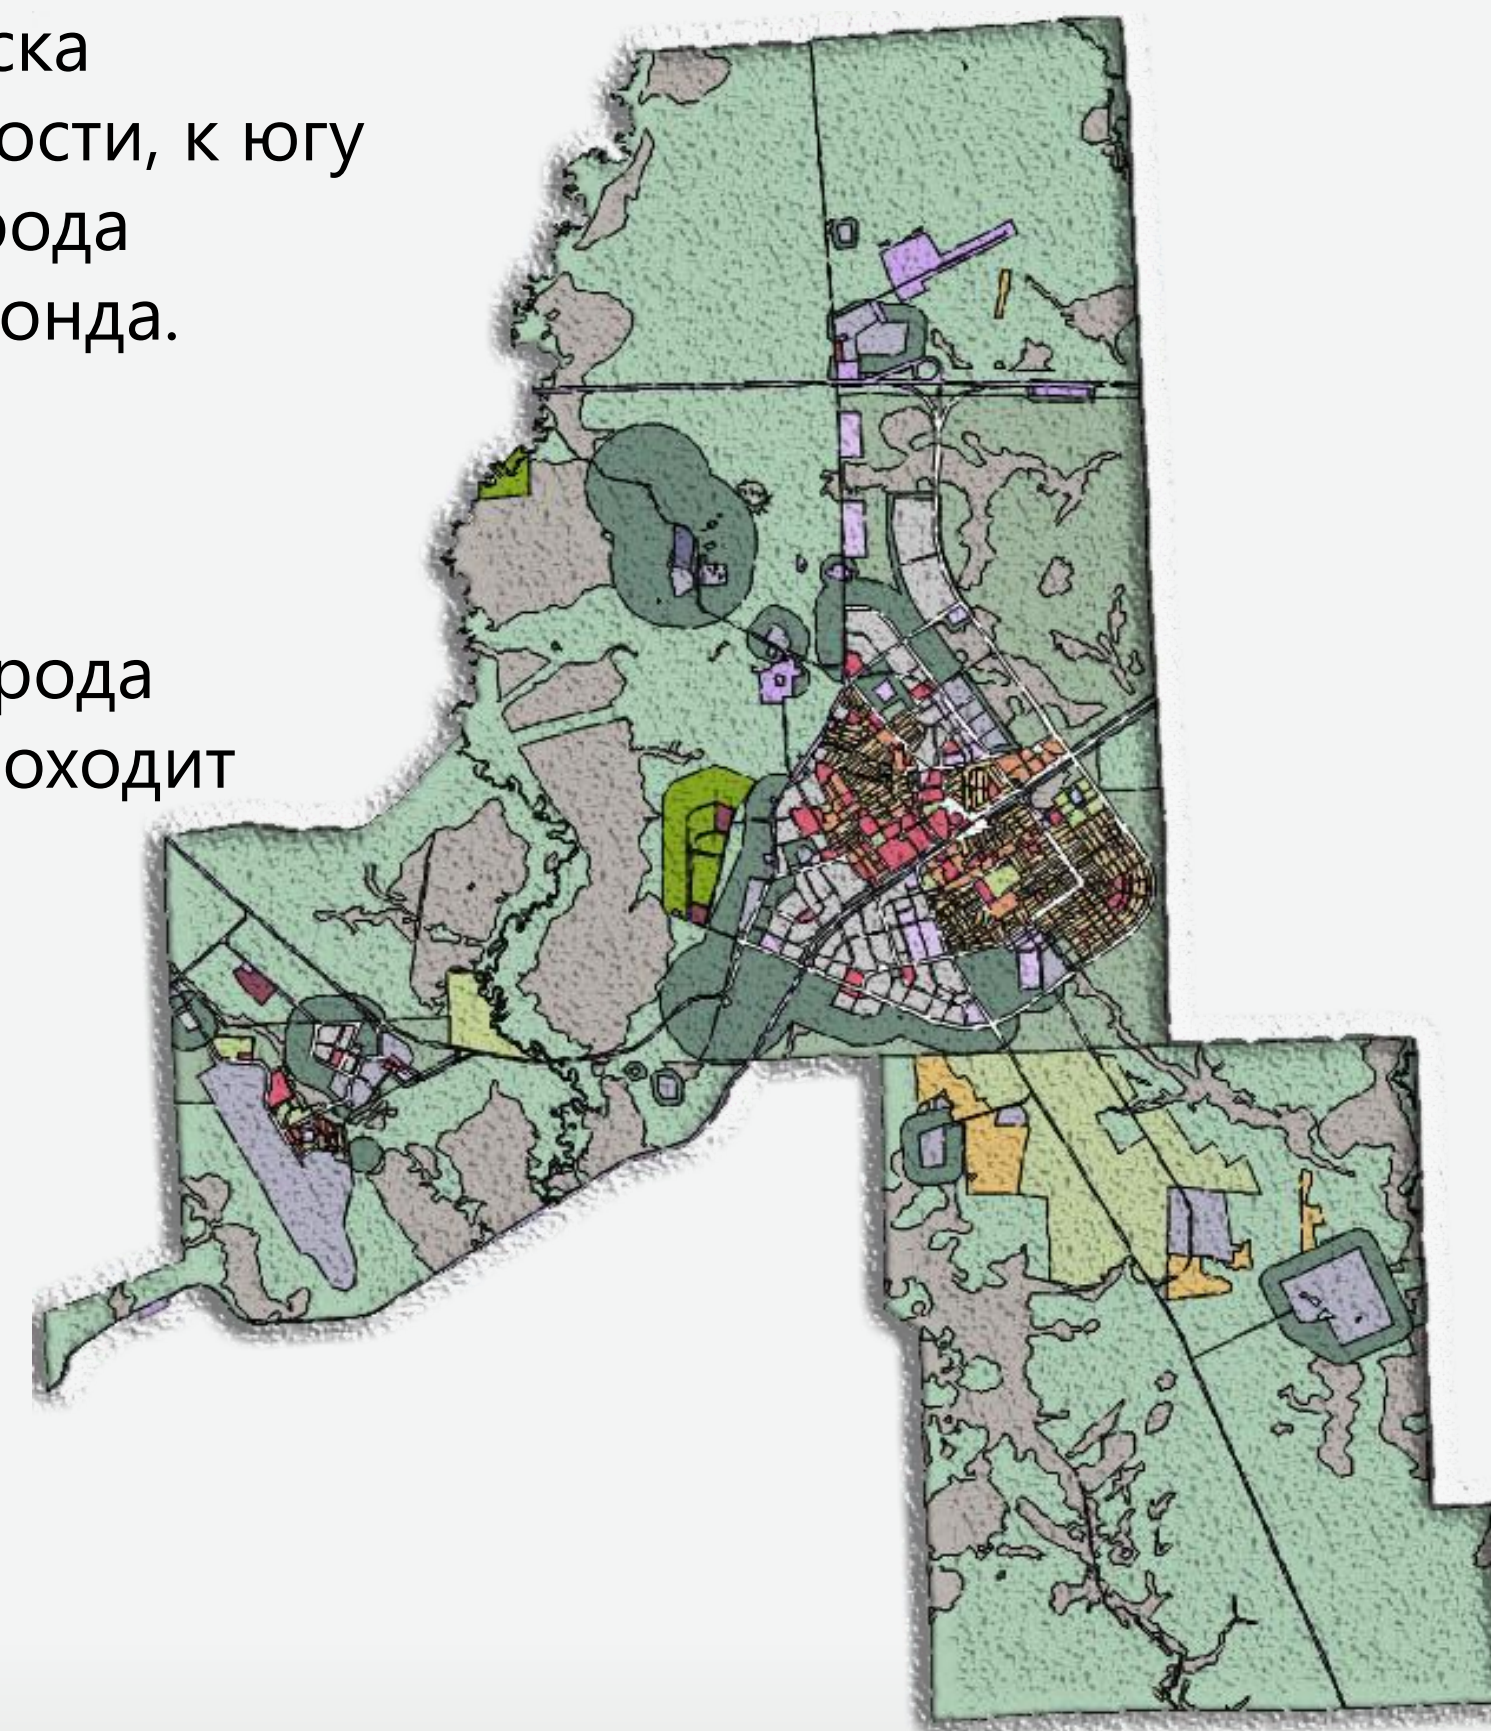 ска
ости, к югу
рода
онда.
рода
оходит